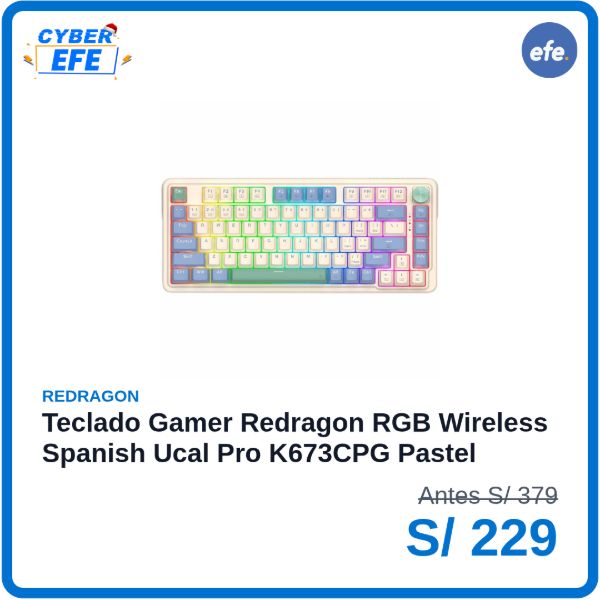 CYBER
EFE
efe.
REDRAGON
Teclado Gamer Redragon RGB Wireless
Spanish Ucal Pro K673CPG Pastel
Antes S/ 379
S/ 229